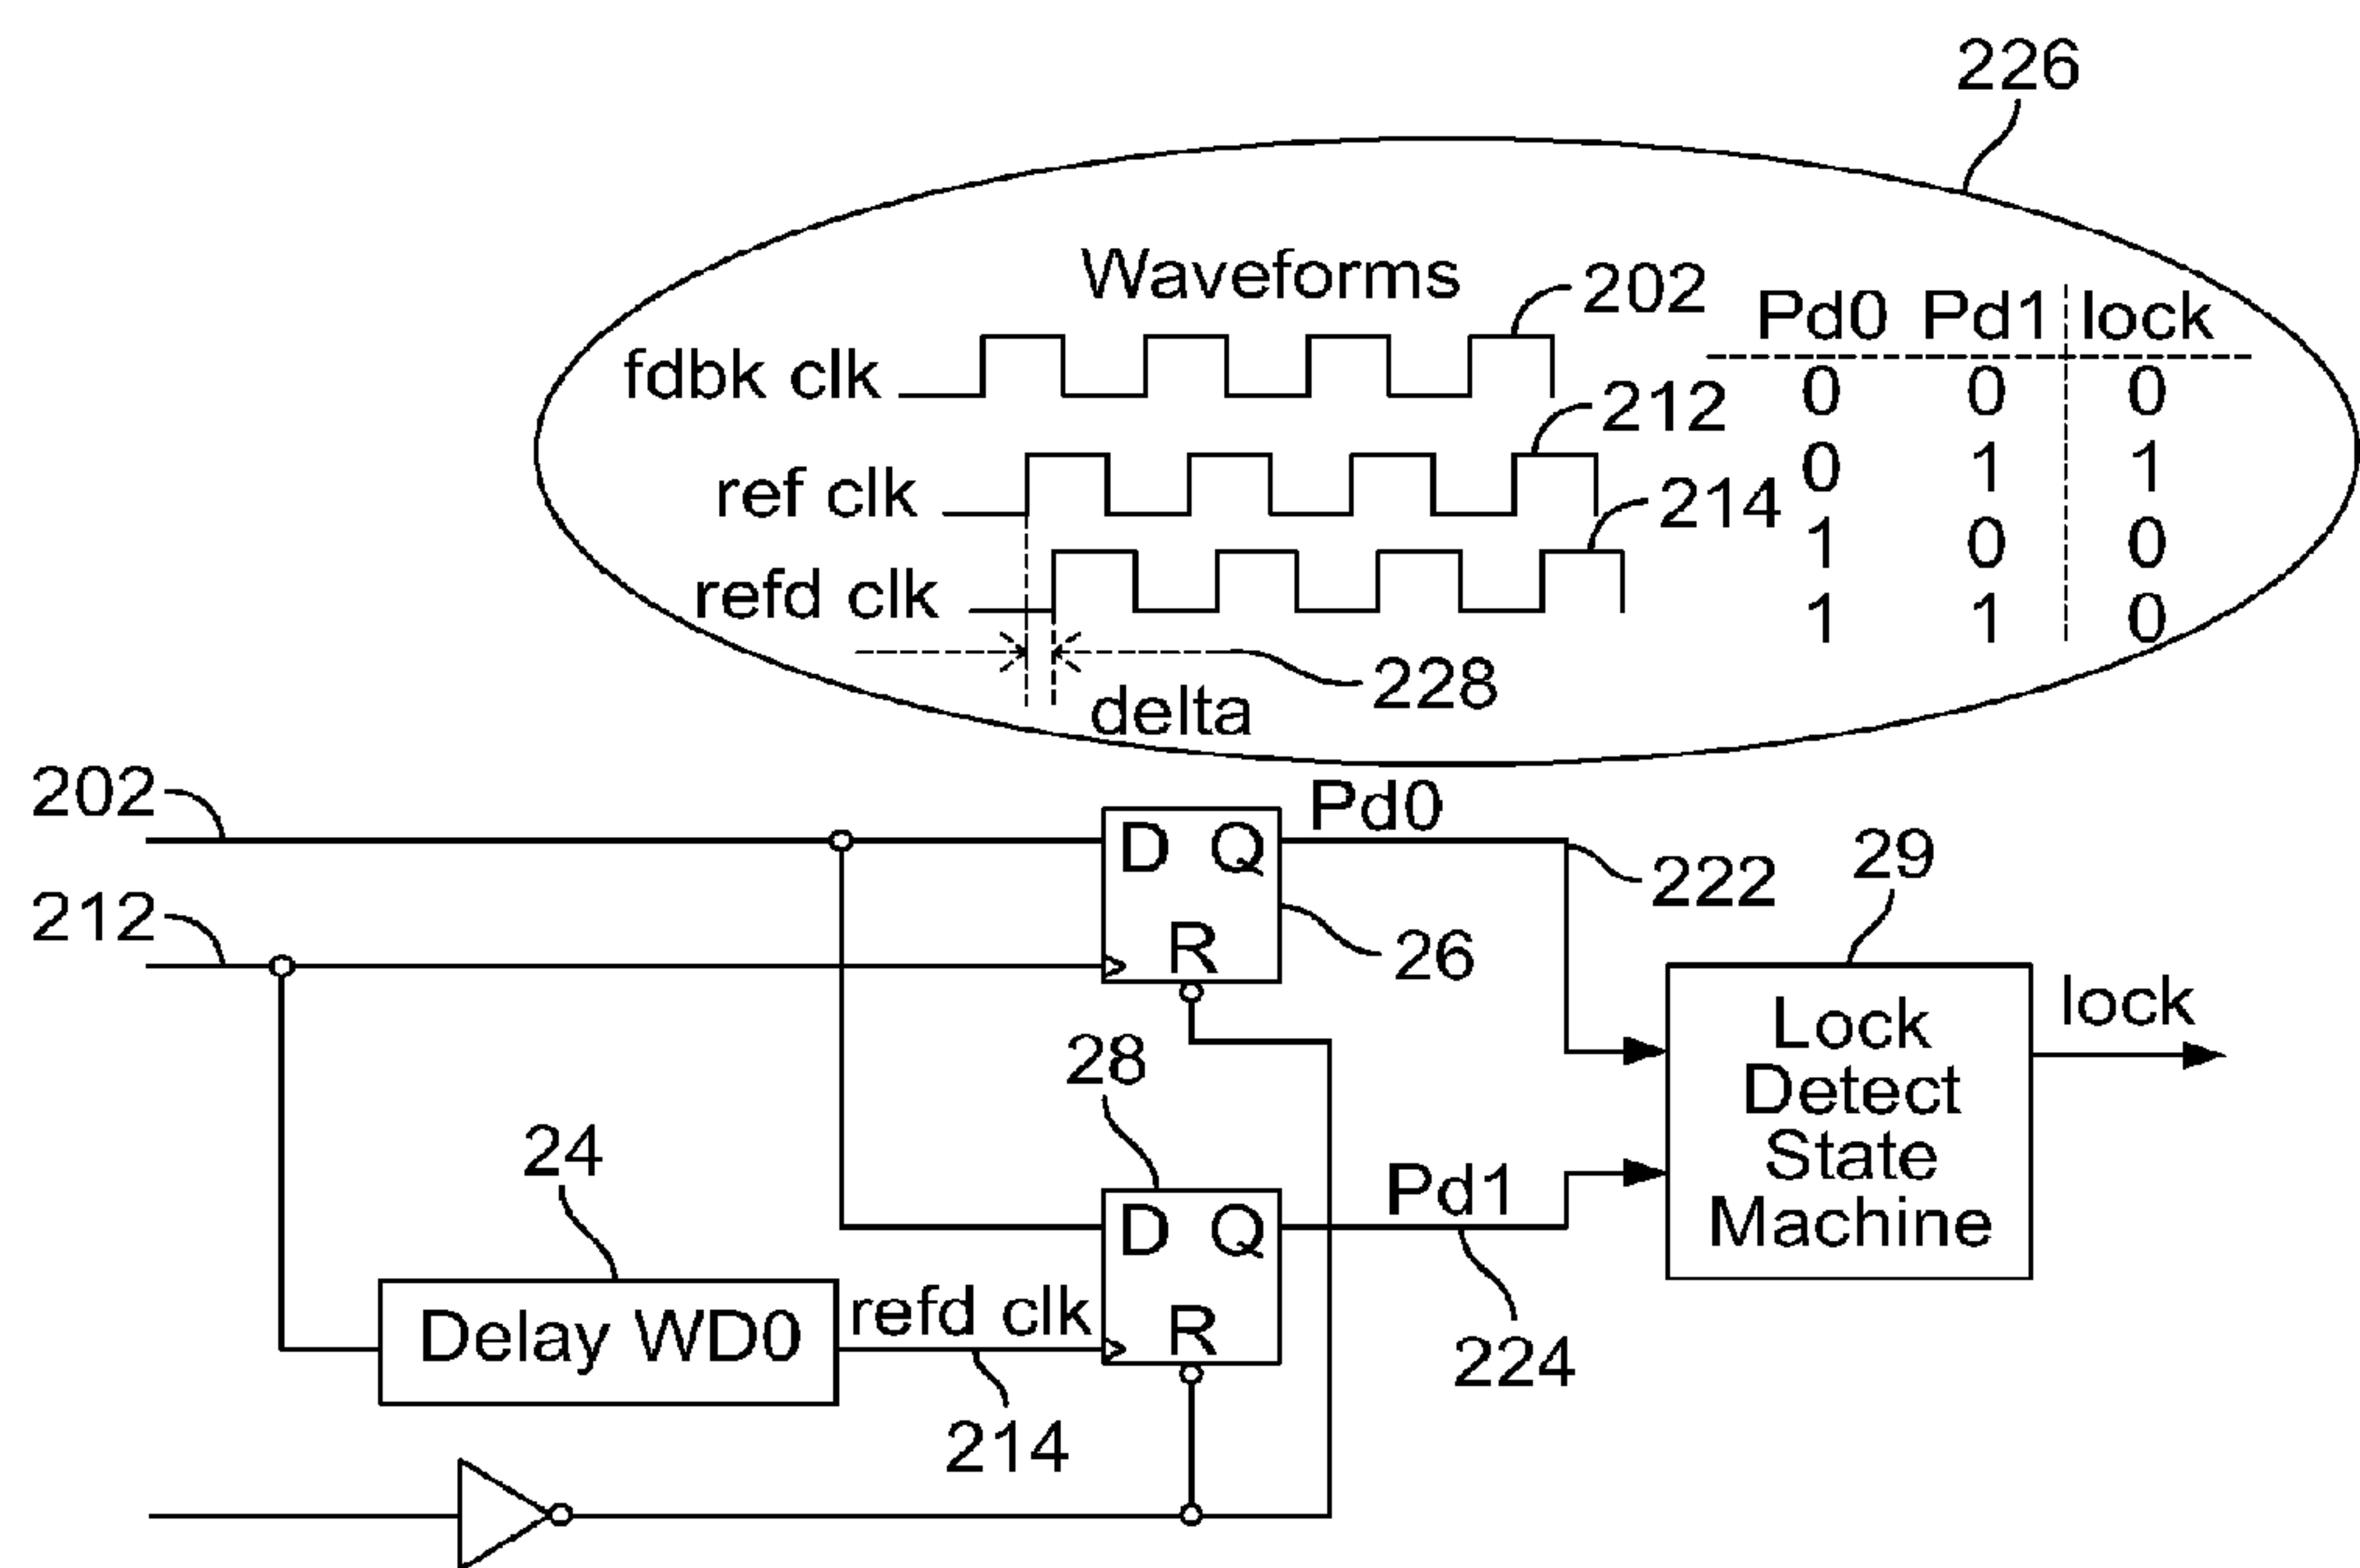 226
Waveforms
202
Pd0 Pd1 lock
fdbk clk
0 0 0
212
ref clk
0 1 1
214
refd clk
1 0 0
1 1 0
228
delta
202
Pd0
D Q
222
29
212
R
26
Lock
Detect
State
Machine
lock
28
24
Pd1
D Q
Delay WD0
refd clk
R
224
214